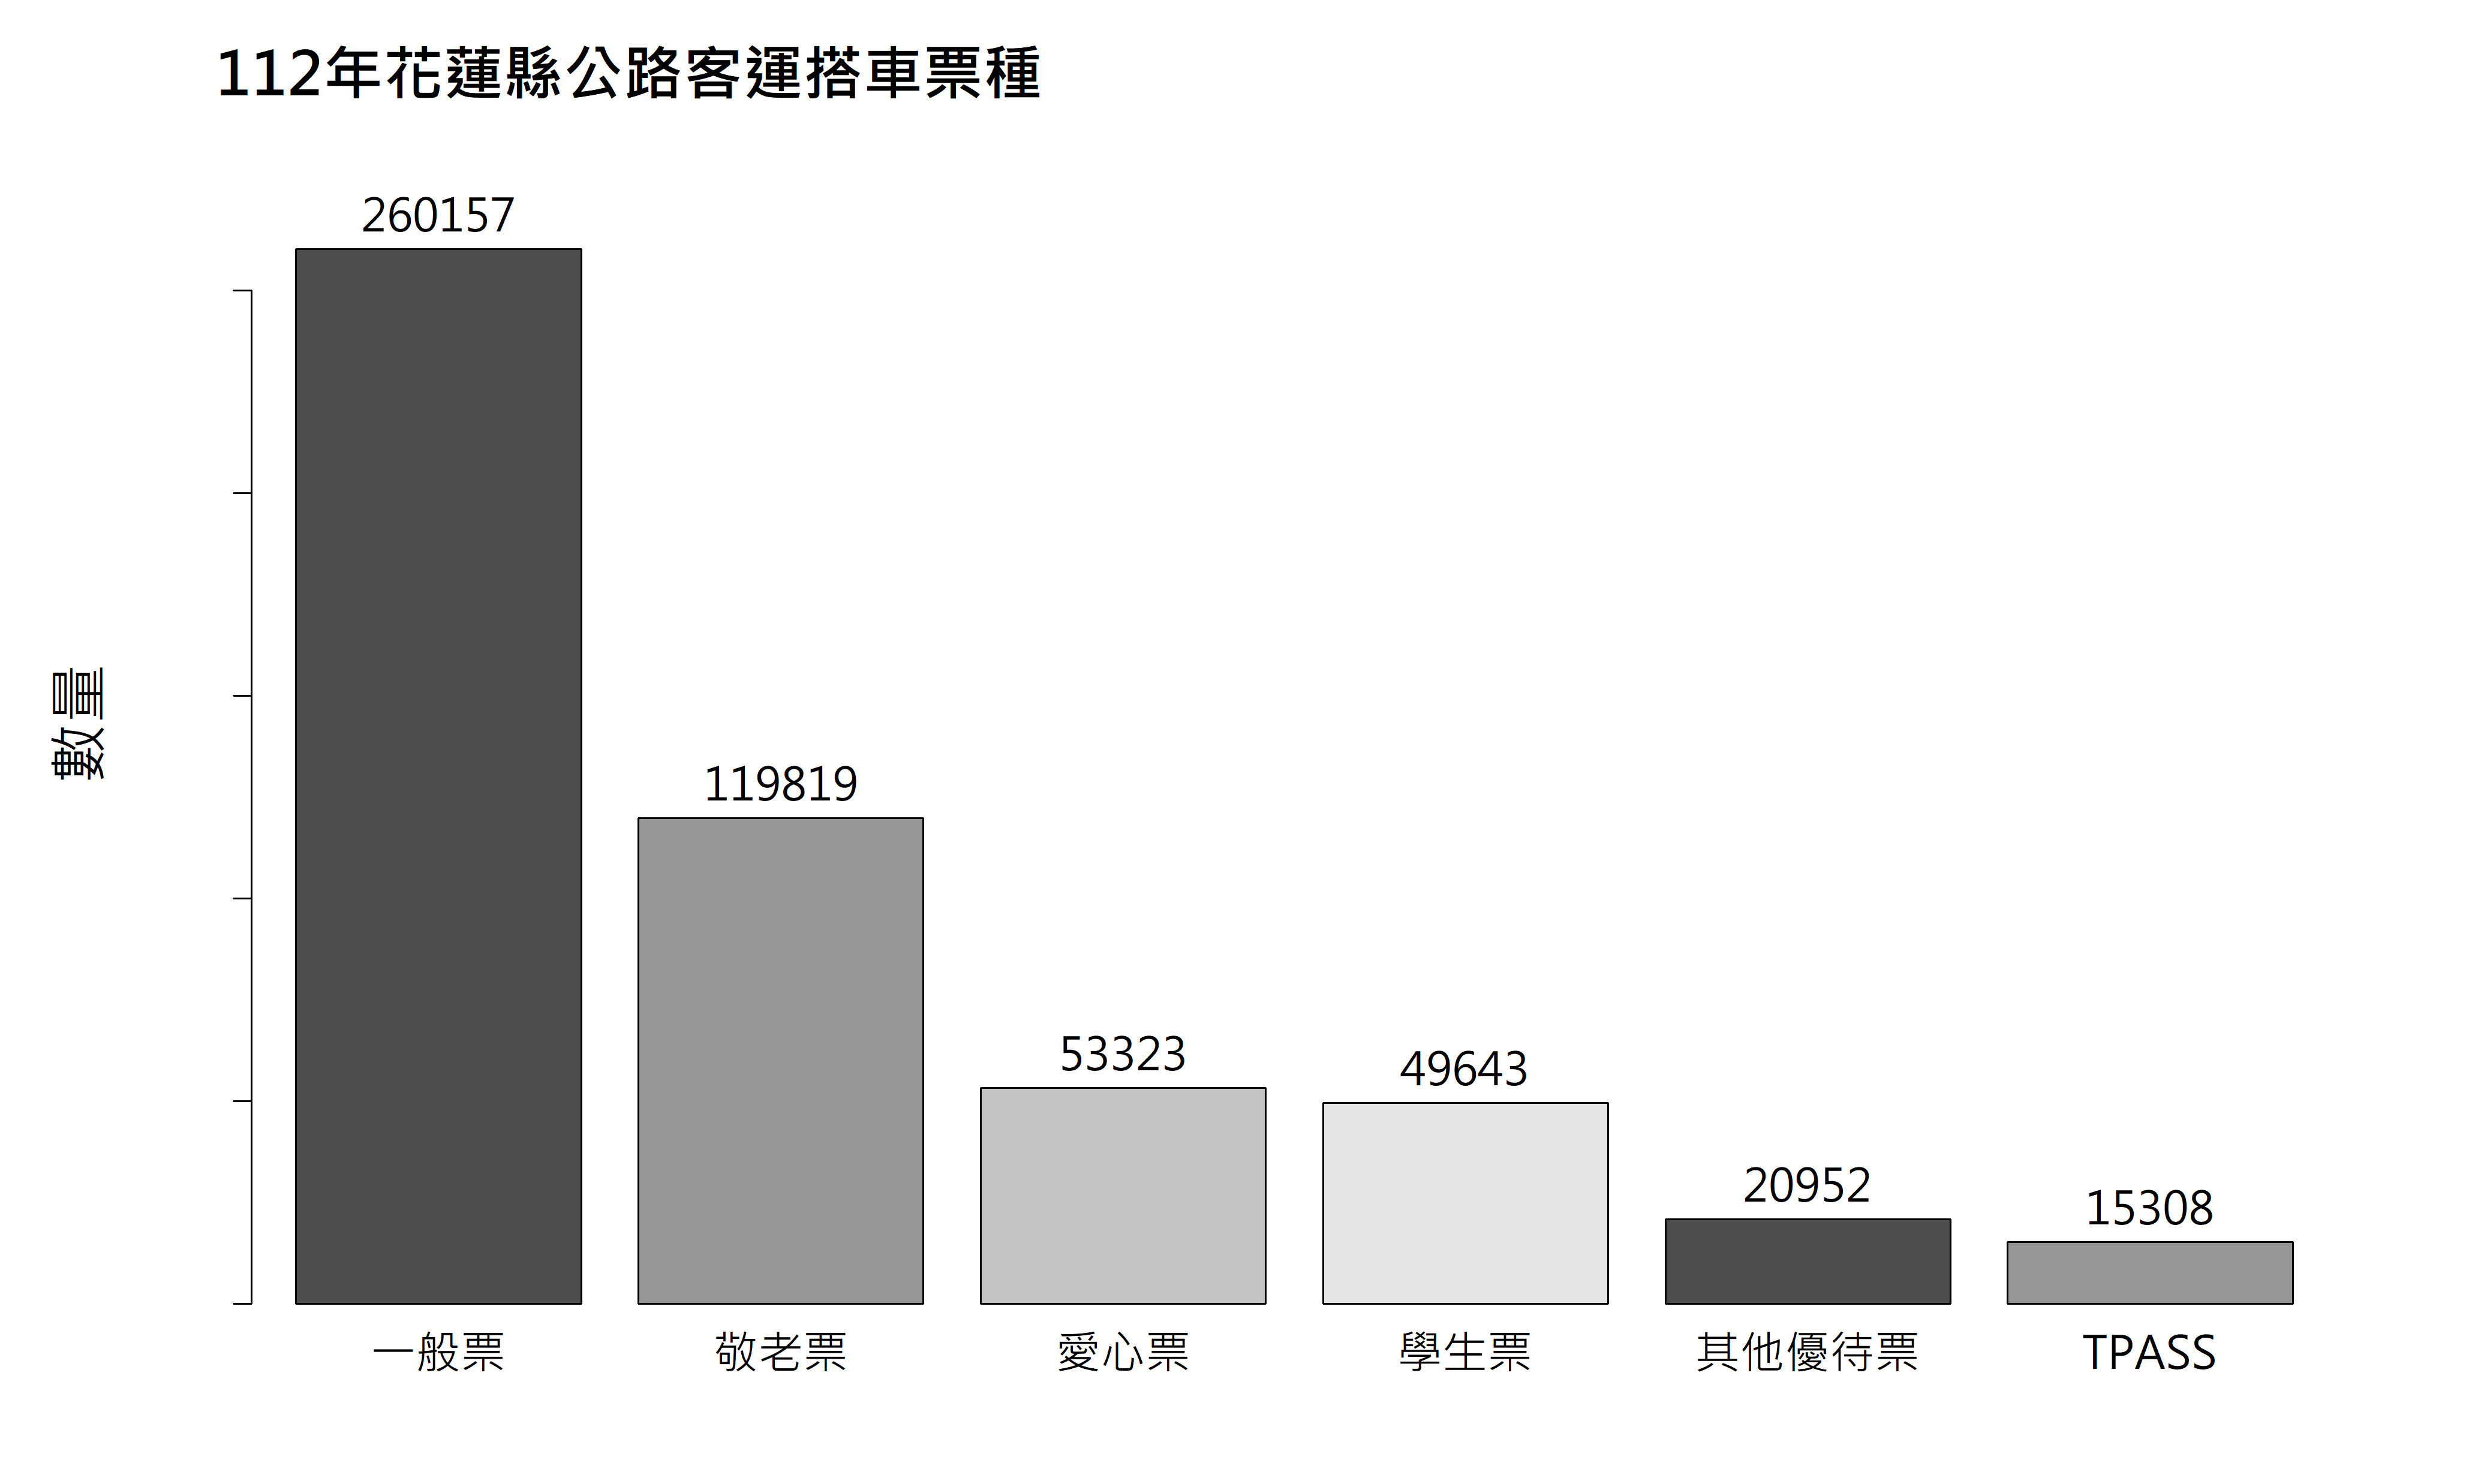 112年花蓮縣公路客運搭車票種
數量
260157
119819
53323
49643
20952
15308
一般票
敬老票
愛心票
學生票
其他優待票
TPASS